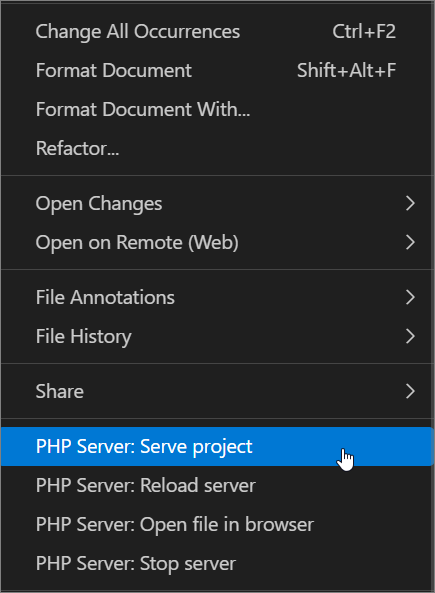 Change All Occurrences Ctrl+F2
Format Document Shift+Alt+F
Format Document With...
Refactor...
Open Changes
Open on Remote (Web)
File Annotations
File History
Share
PHP Server: Serve project
PHP Server: Reload server
PHP Server: Open file in browser
PHP Server: Stop server